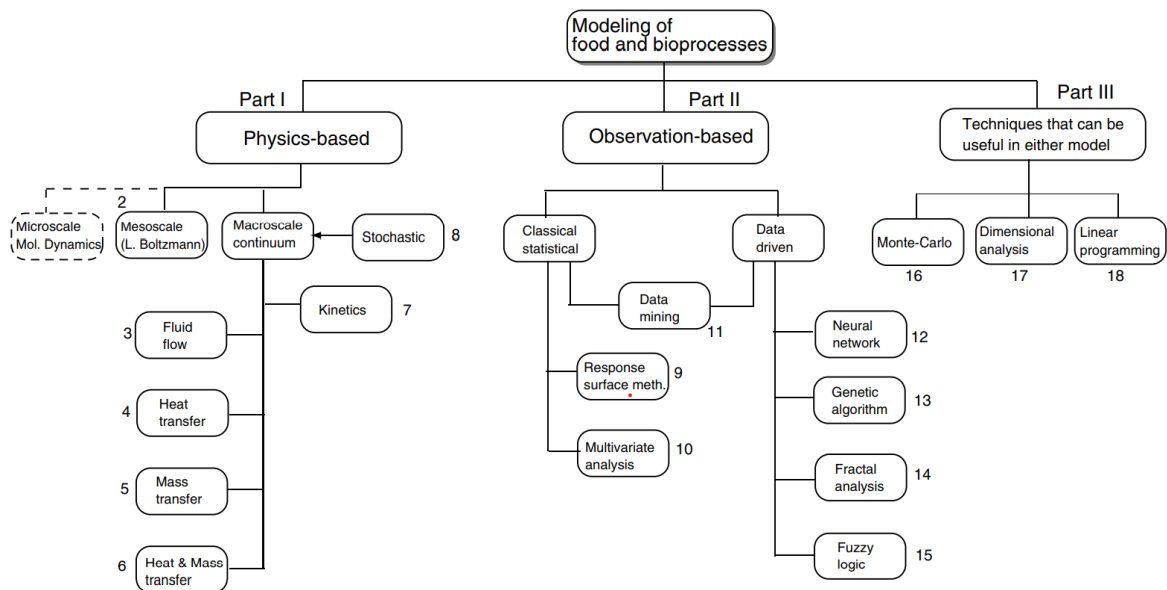 Modeling of
food and bioprocesses
Part I
Part II
Part III
Physics-based
Observation-based
Techniques that can be
useful in either model
2
Microscale
Mol. Dynamics
Mesoscale
(L. Boltzmann)
Macroscale
continuum
Stochastic
8
Classical
statistical
Data
driven
Monte-Carlo
16
Dimensional
analysis
17
Linear
programming
18
Kinetics
7
Data
mining
11
3
Fluid
flow
Neural
network
12
Response
surface meth.
9
4
Heat
transfer
Genetic
algorithm
13
Multivariate
analysis
10
5
Mass
transfer
Fractal
analysis
14
6
Heat & Mass
transfer
Fuzzy
logic
15